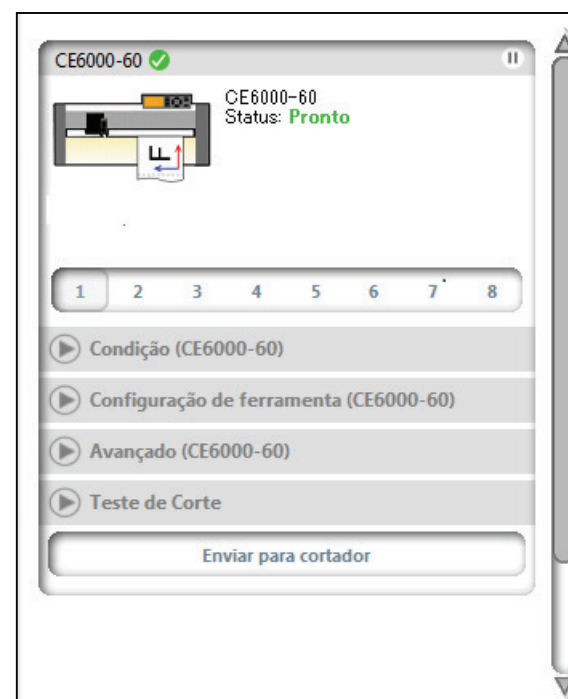 CE6000-60
CE6000-60
Status: Pronto
F
1 2 3 4 5 6 7 8
Condição (CE6000-60)
Configuração de ferramenta (CE6000-60)
Avançado (CE6000-60)
Teste de Corte
Enviar para cortador